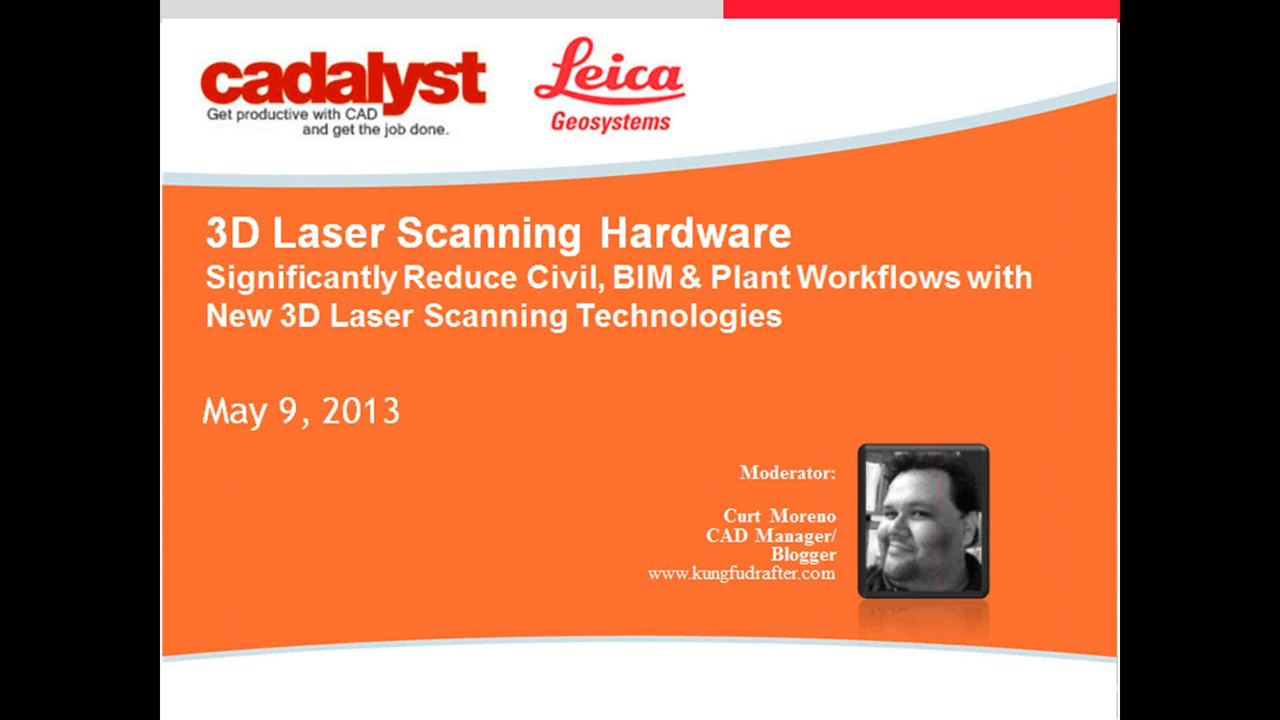 cadalyst
Get productive with CAD
and get the job done.
Leica
Geosystems
3D Laser Scanning Hardware
Significantly Reduce Civil, BIM & Plant Workflows with
New 3D Laser Scanning Technologies
May 9, 2013
Moderator:
Curt Moreno
CAD Manager/
Blogger
www.kungfudrafter.com